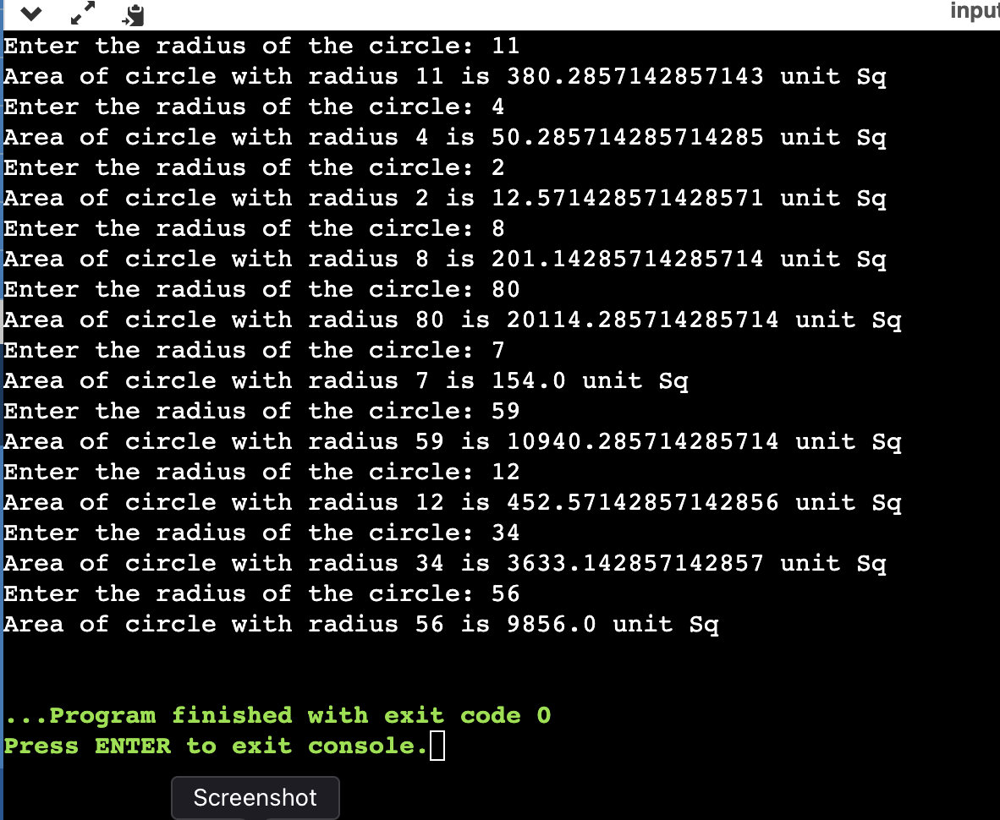 input
Enter the radius of the circle: 11
Area of circle with radius 11 is 380.2857142857143 unit Sq
Enter the radius of the circle: 4
Area of circle with radius 4 is 50.285714285714285 unit Sq
Enter the radius of the circle: 2
Area of circle with radius 2 is 12.571428571428571 unit Sq
Enter the radius of the circle: 8
Area of circle with radius 8 is 201.14285714285714 unit Sq
Enter the radius of the circle: 80
Area of circle with radius 80 is 20114.285714285714 unit Sq
Enter the radius of the circle: 7
Area of circle with radius 7 is 154.0 unit Sq
Enter the radius of the circle: 59
Area of circle with radius 59 is 10940.285714285714 unit Sq
Enter the radius of the circle: 12
Area of circle with radius 12 is 452.57142857142856 unit Sq
Enter the radius of the circle: 34
Area of circle with radius 34 is 3633.142857142857 unit Sq
Enter the radius of the circle: 56
Area of circle with radius 56 is 9856.0 unit Sq
...Program finished with exit code 0
Press ENTER to exit console.
Screenshot